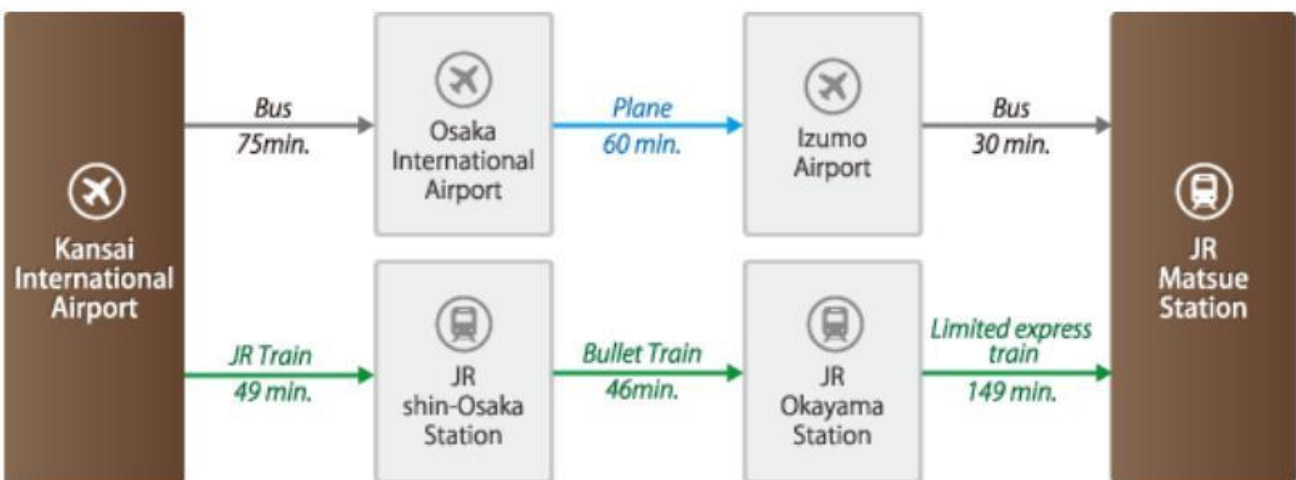 Kansai
International
Airport
Bus
75min.
Osaka
International
Airport
Plane
60 min.
Izumo
Airport
Bus
30 min.
JR Train
49 min.
JR
shin-Osaka
Station
Bullet Train
46min.
JR
Okayama
Station
Limited express
train
149 min.
JR
Matsue
Station